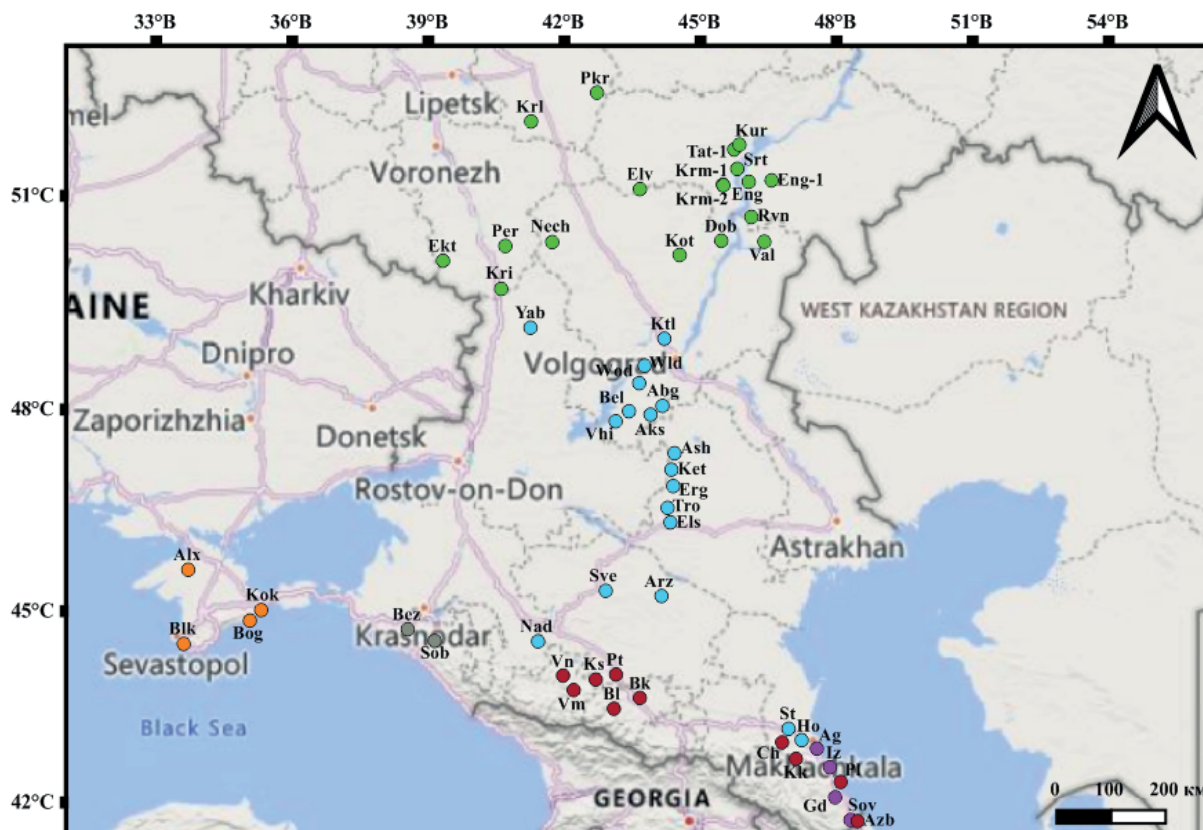 33°В 36°В 39°В 42°В 45°В 48°В 51°В 54°В
Pkr
Lipetsk
Krl
mel
Kur
Tat-1
Voronezh
Srt
Krm-1
Elv
Eng-1
51°С
Krm-2
Eng
Rvn
Nech
Dob
Per
Ekt
Kot
Val
Kri
Kharkiv
AINE
WEST KAZAKHSTAN REGION
Yab
Ktl
Dnipro
Volgograd
Wld
Wod
Abg
Bel
48°С
Zaporizhzhia
Vhi
Aks
Donetsk
Ash
Ket
Rostov-on-Don
Erg
Tro
Els
Astrakhan
Alx
Sve
Arz
Kok
45°С
Bez
Bog
Krasnodar
Nad
Blk
Sob
Sevastopol
Vn
Ks
Pt
Bk
Vm
Bl
Black Sea
St
Ho
Ag
Ch
Iz
Makhachkala
Kk
Pl
42°С
GEORGIA
Gd
Sov
Azb
0 100 200 км